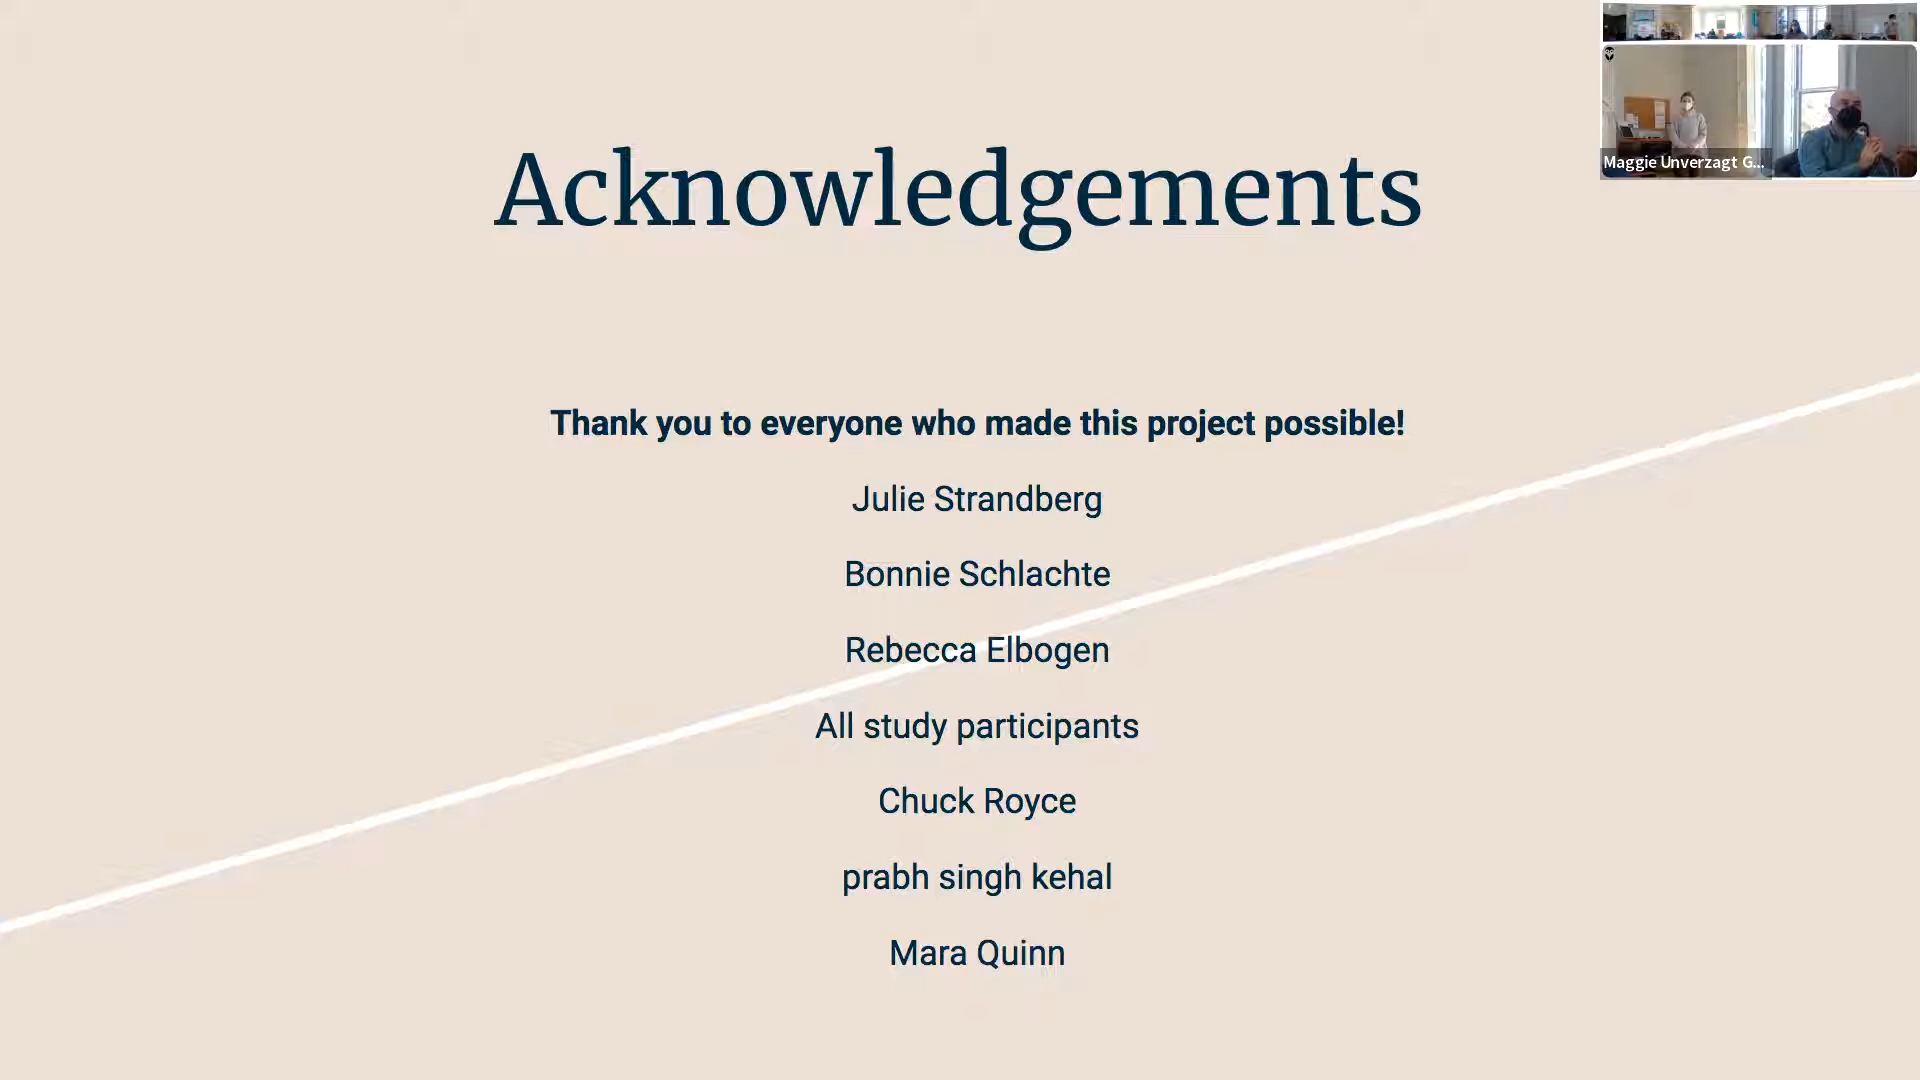 Acknowledgements
Maggie Unverzagt G...
Thank you to everyone who made this project possible!
Julie Strandberg
Bonnie Schlachte
Rebecca Elbogen
All study participants
Chuck Royce
prabh singh kehal
Mara Quinn